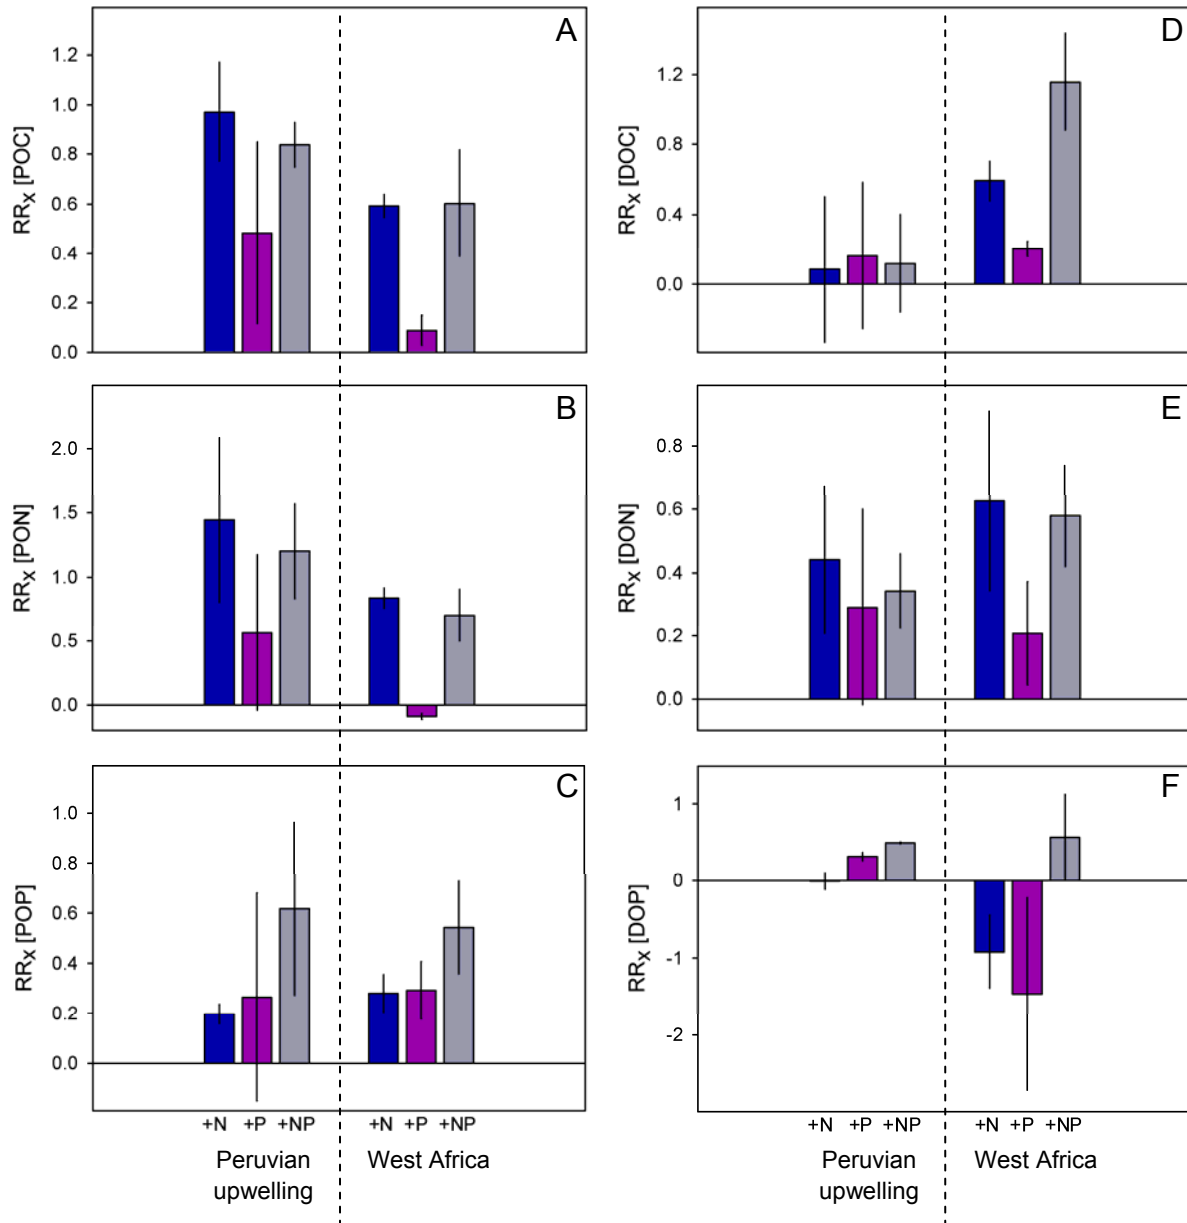 A
RRX [POC]
1.2
1.0
0.8
0.6
0.4
0.2
0.0
D
RRX [DOC]
1.2
0.8
0.4
0.0
B
RRX [PON]
2.0
1.5
1.0
0.5
0.0
E
RRX [DON]
0.8
0.6
0.4
0.2
0.0
C
RRX [POP]
1.0
0.8
0.6
0.4
0.2
0.0
F
RRX [DOP]
1
0
-1
-2
+N +P +NP +N +P +NP
Peruvian upwelling
West Africa
+N +P +NP +N +P +NP
Peruvian upwelling
West Africa